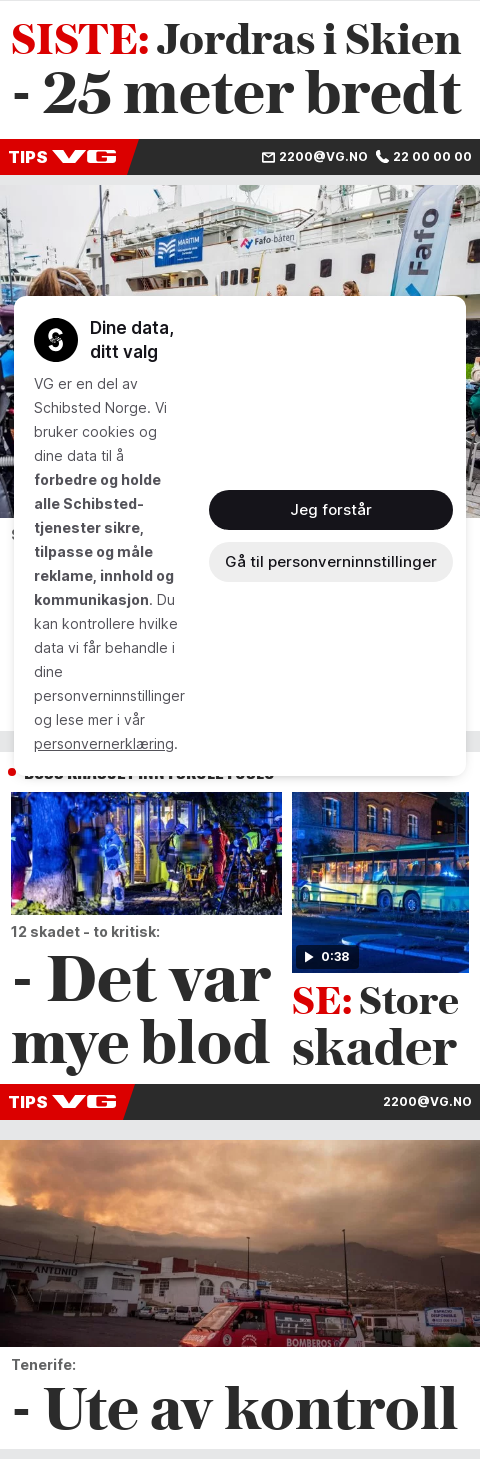 SISTE: Jordras i Skien
- 25 meter bredt
TIPS VG
2200@VG.NO 22 00 00 00
MARITIM
Fafo-båten
Fafo
Dine data,
ditt valg
VG er en del av
Schibsted Norge. Vi
bruker cookies og
dine data til å
forbedre og holde
alle Schibsted-
tjenester sikre,
tilpasse og måle
reklame, innhold og
kommunikasjon. Du
kan kontrollere hvilke
data vi får behandle i
dine
personverninnstillinger
og lese mer i vår
personvernerklæring.
Jeg forstår
Gå til personverninnstillinger
0:38
12 skadet - to kritisk:
- Det var
mye blod
SE: Store
skader
TIPS VG
2200@VG.NO
ANTONIO
BOMBEROS
Tenerife:
- Ute av kontroll